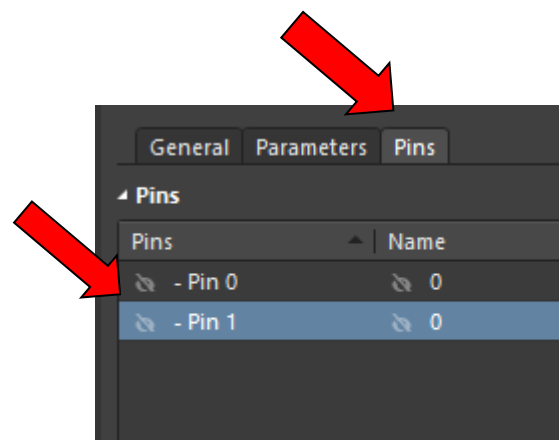 General Parameters Pins
Pins
Pins Name
- Pin 0 0
- Pin 1 0